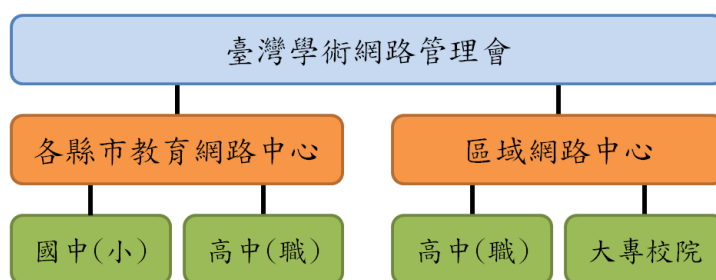 臺灣學術網路管理會
各縣市教育網路中心
區域網路中心
國中(小)
高中(職)
高中(職)
大專校院